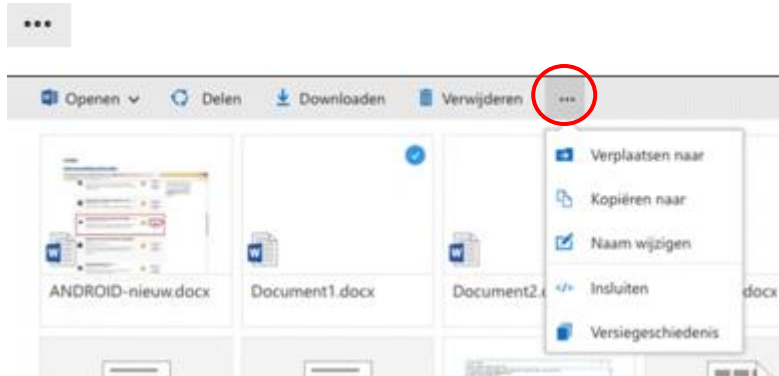 •••
Openen Delen Downloaden Verwijderen •••
Verplaatsen naar
Kopiëren naar
Naam wijzigen
Insluiten
Versiegeschiedenis
ANDROID-nieuw.docx Document1.docx Document2. docx